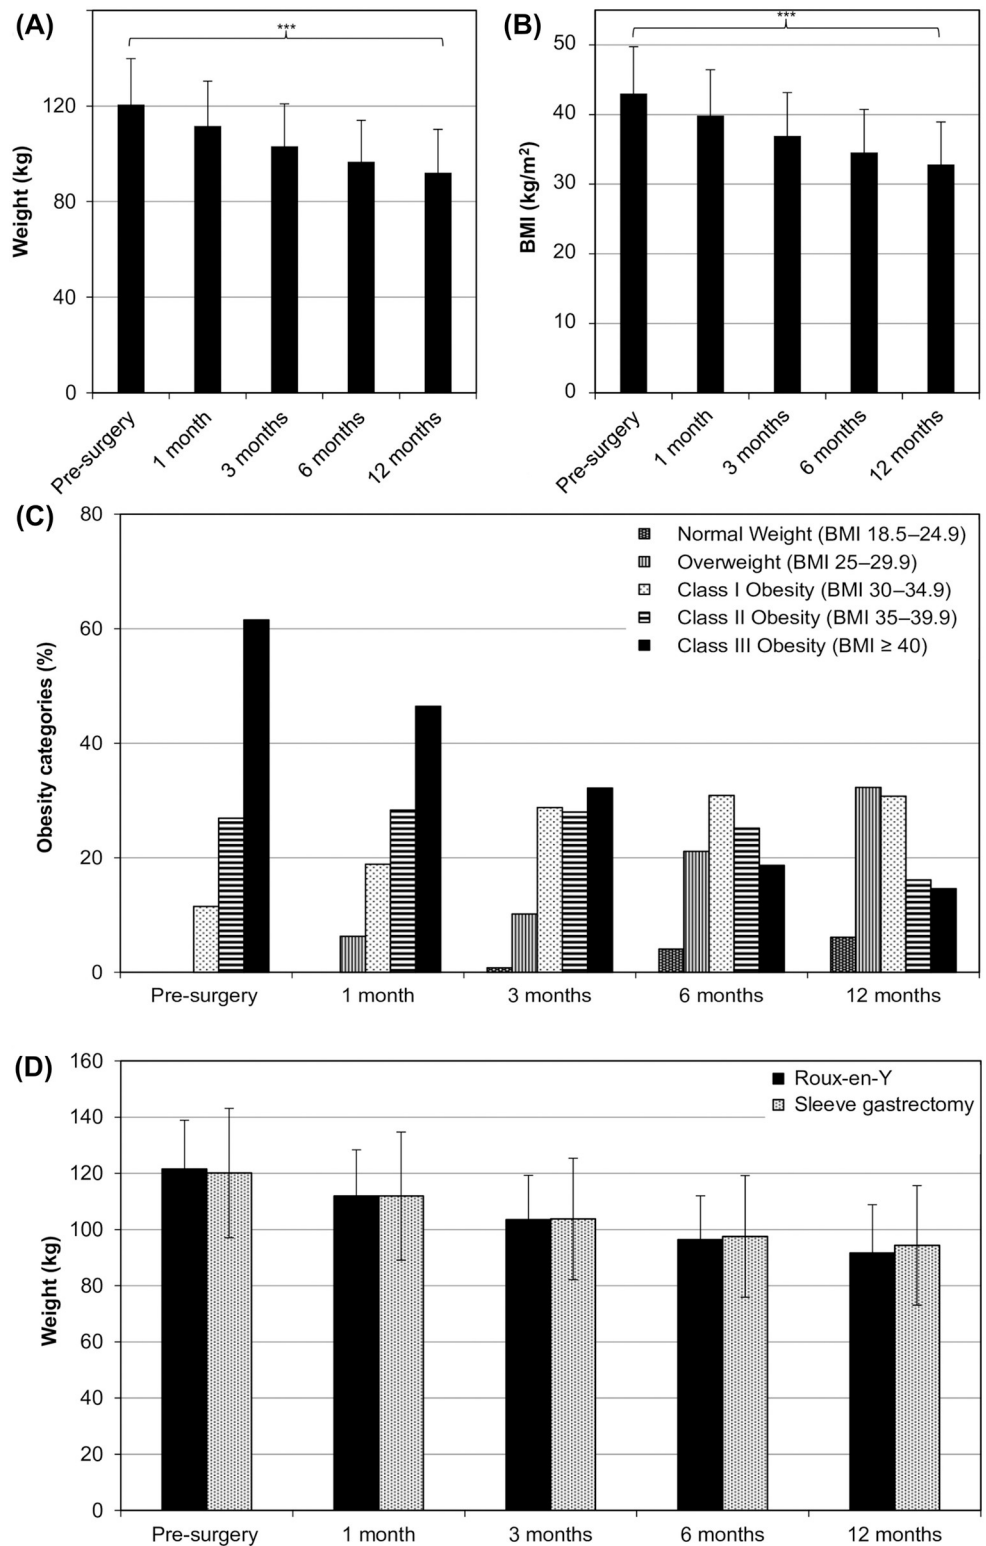 (A)
***
Weight (kg)
120
80
40
0
Pre-surgery
1 month
3 months
6 months
12 months
(B)
***
BMI (kg/m²)
50
40
30
20
10
0
Pre-surgery
1 month
3 months
6 months
12 months
(C)
Obesity categories (%)
80
60
40
20
0
Normal Weight (BMI 18.5–24.9)
Overweight (BMI 25–29.9)
Class I Obesity (BMI 30–34.9)
Class II Obesity (BMI 35–39.9)
Class III Obesity (BMI ≥ 40)
Pre-surgery
1 month
3 months
6 months
12 months
(D)
Weight (kg)
160
140
120
100
80
60
40
20
0
Roux-en-Y
Sleeve gastrectomy
Pre-surgery
1 month
3 months
6 months
12 months